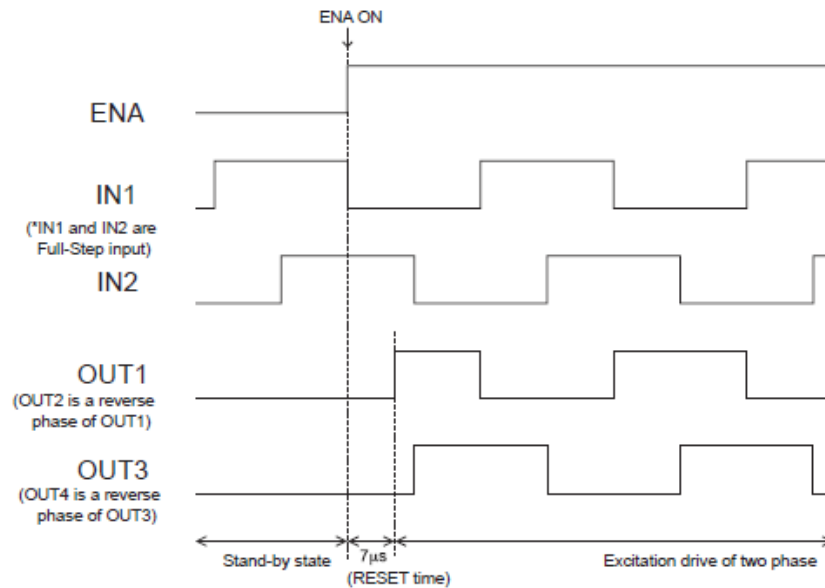 ENA ON
ENA
IN1
(*IN1 and IN2 are
Full-Step input)
IN2
OUT1
(OUT2 is a reverse
phase of OUT1)
OUT3
(OUT4 is a reverse
phase of OUT3)
Stand-by state
7μs
(RESET time)
Excitation drive of two phase